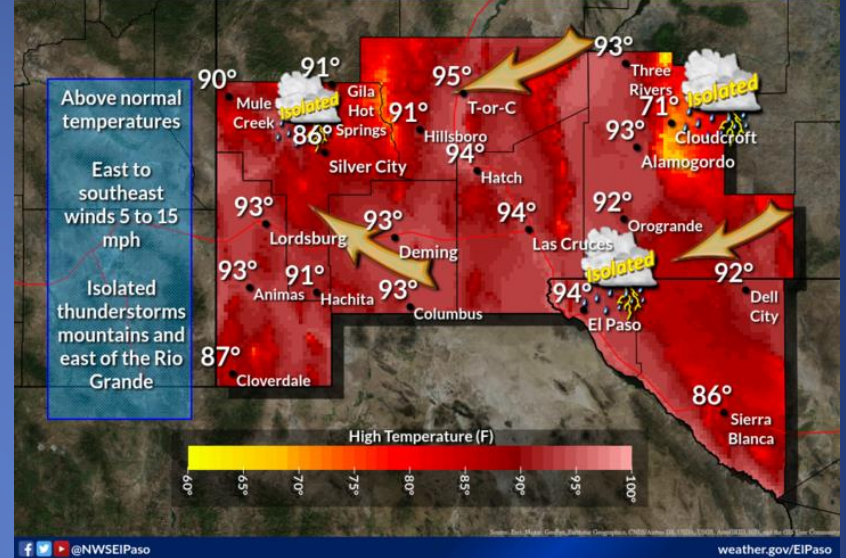 Above normal
temperatures
East to
southeast
winds 5 to 15
mph
Isolated
thunderstorms
mountains and
east of the Rio
Grande
90°
Mule
Creek
91°
Gila
Hot
Springs
isolated
86°
Silver City
95°
T-or-C
91°
Hillsboro
94°
Hatch
93°
Three
Rivers
71°
Cloudcroft
isolated
93°
Alamogordo
93°
Lordsburg
93°
Deming
94°
Las Cruces
92°
Orogrande
93°
Animas
91°
Hachita
93°
Columbus
isolated
94°
El Paso
92°
Dell
City
87°
Cloverdale
86°
Sierra
Blanca
High Temperature (F)
60° 65° 70° 75° 80° 85° 90° 95° 100°
@NWSElPaso
weather.gov/ElPaso